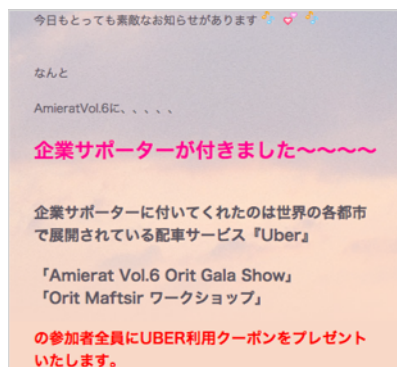 今日もとっても素敵なお知らせがあります
なんと
AmieratVol.6に、、、、、
企業サポーターが付きました〜〜〜〜
企業サポーターに付いてくれたのは世界の各都市
で展開されている配車サービス『Uber』
「Amierat Vol.6 Orit Gala Show」
「Orit Maftsir ワークショップ」
の参加者全員にUBER利用クーポンをプレゼント
いたします。